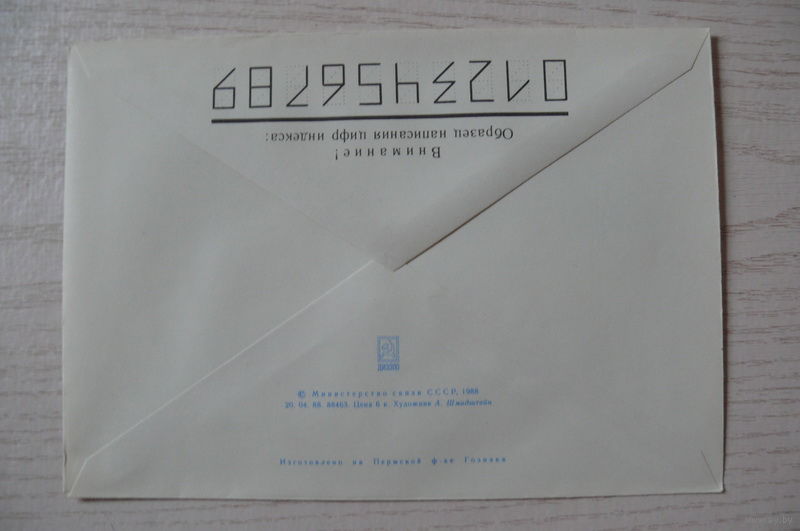 Внимание!
Образец написания цифр индекса:
0123456789
ДИЭЗПО
© Министерство связи СССР, 1988
20. 04. 88. 88463. Цена 6 к. Художник А. Шмидштейн
Изготовлено на Пермской ф-ке Гознака